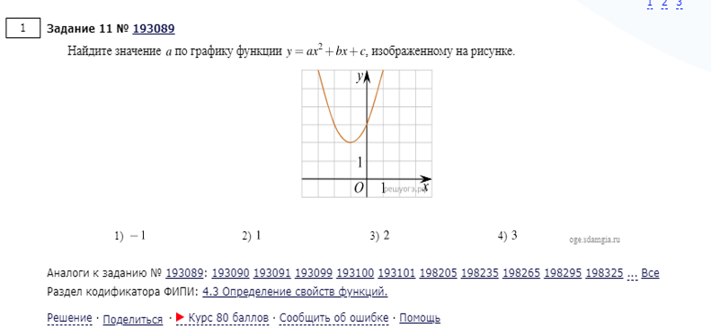 1 2 3
1 Задание 11 № 193089
Найдите значение a по графику функции y = ax² + bx + c, изображенному на рисунке.
y
1
O 1 x
решуогэ.рф
1) − 1 2) 1 3) 2 4) 3 oge.sdamgia.ru
Аналоги к заданию № 193089: 193090 193091 193099 193100 193101 198205 198235 198265 198295 198325 ... Все
Раздел кодификатора ФИПИ: 4.3 Определение свойств функций.
Решение · Поделиться · Курс 80 баллов · Сообщить об ошибке · Помощь